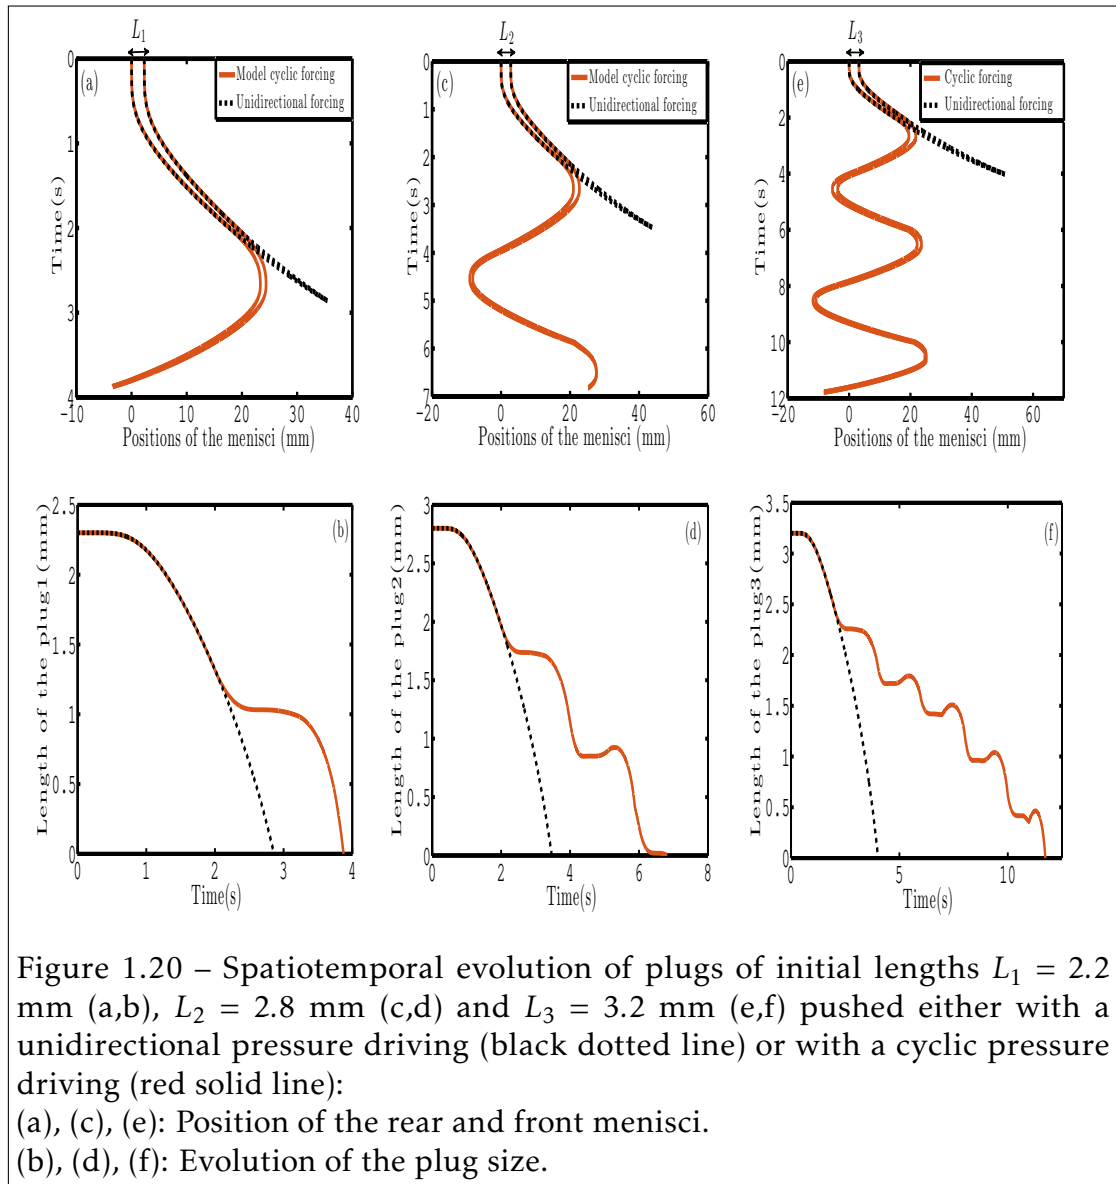 L1
L2
L3
(a)
Model cyclic forcing
Unidirectional forcing
0
1
2
3
4
Time(s)
-10 0 10 20 30 40
Positions of the menisci (mm)
(c)
Model cyclic forcing
Unidirectional forcing
0
1
2
3
4
5
6
7
Time(s)
-20 0 20 40 60
Positions of the menisci (mm)
(e)
Cyclic forcing
Unidirectional forcing
0
2
4
6
8
10
12
Time(s)
-20 0 20 40 60
Positions of the menisci (mm)
(b)
2.5
2
1.5
1
0.5
0
Length of the plug1(mm)
0 1 2 3 4
Time(s)
(d)
3
2.5
2
1.5
1
0.5
0
Length of the plug2(mm)
0 2 4 6 8
Time(s)
(f)
3.5
3
2.5
2
1.5
1
0.5
0
Length of the plug3(mm)
0 5 10
Time(s)
Figure 1.20 – Spatiotemporal evolution of plugs of initial lengths L1 = 2.2
mm (a,b), L2 = 2.8 mm (c,d) and L3 = 3.2 mm (e,f) pushed either with a
unidirectional pressure driving (black dotted line) or with a cyclic pressure
driving (red solid line):
(a), (c), (e): Position of the rear and front menisci.
(b), (d), (f): Evolution of the plug size.